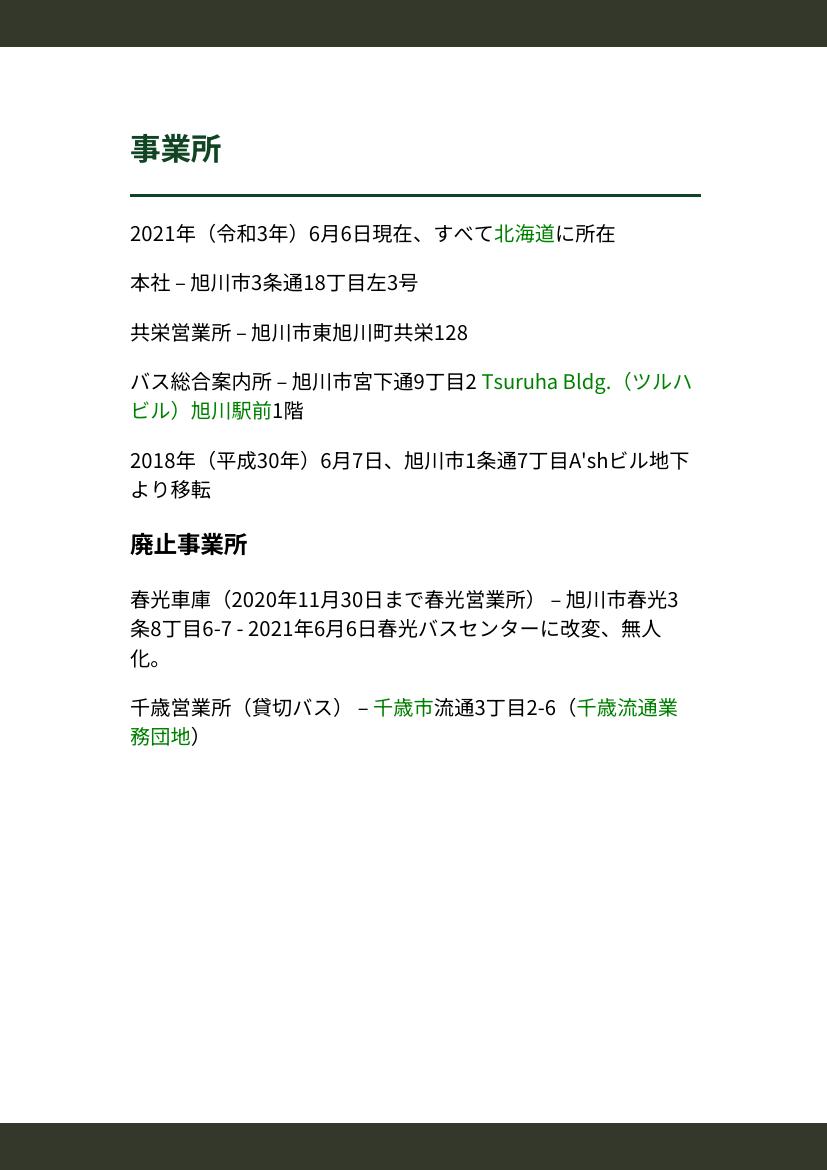 事業所
2021年（令和3年）6月6日現在、すべて北海道に所在
本社 – 旭川市3条通18丁目左3号
共栄営業所 – 旭川市東旭川町共栄128
バス総合案内所 – 旭川市宮下通9丁目2 Tsuruha Bldg.（ツルハ
ビル）旭川駅前1階
2018年（平成30年）6月7日、旭川市1条通7丁目A'shビル地下
より移転
廃止事業所
春光車庫（2020年11月30日まで春光営業所） – 旭川市春光3
条8丁目6-7 - 2021年6月6日春光バスセンターに改変、無人
化。
千歳営業所（貸切バス） – 千歳市流通3丁目2-6（千歳流通業
務団地）